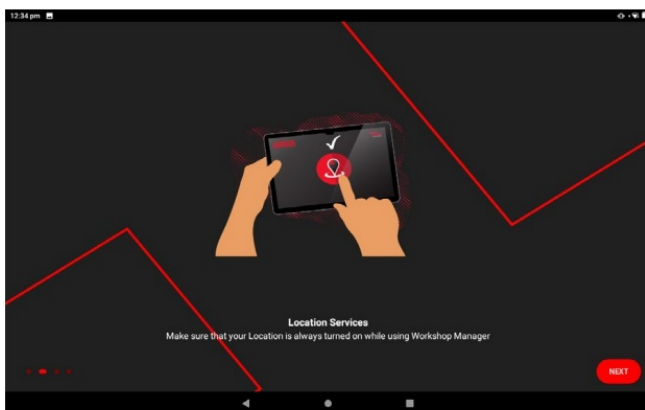 12:34 pm
Location Services
Make sure that your Location is always turned on while using Workshop Manager
NEXT